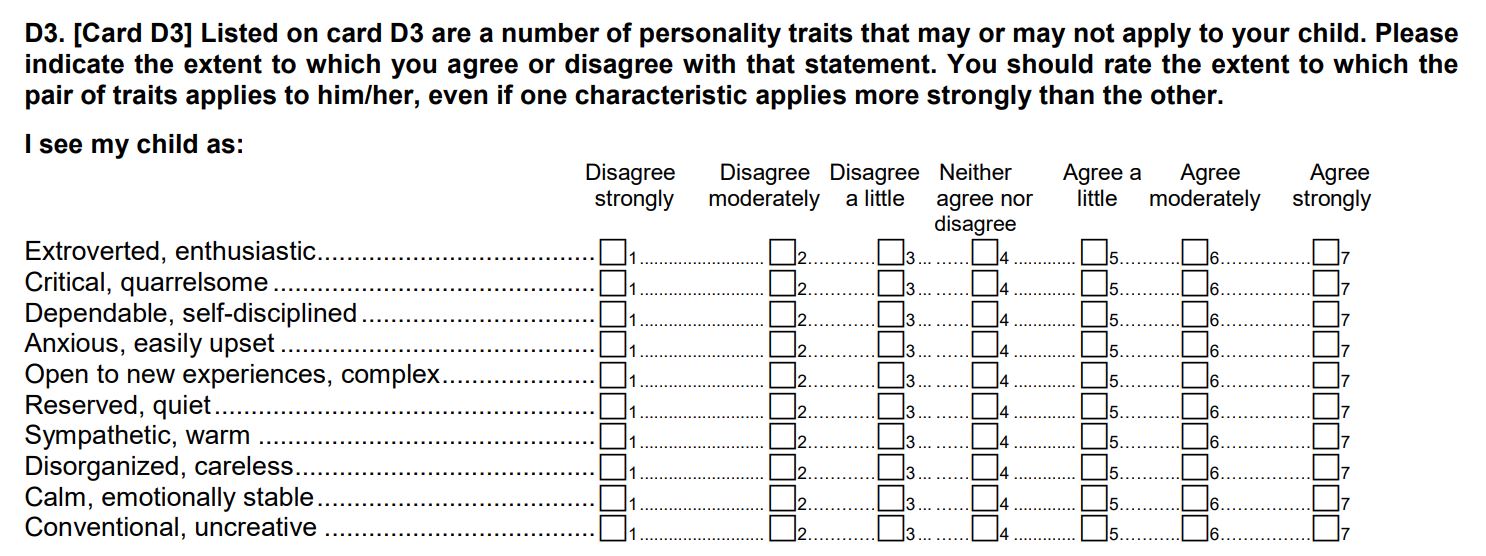 D3. [Card D3] Listed on card D3 are a number of personality traits that may or may not apply to your child. Please
indicate the extent to which you agree or disagree with that statement. You should rate the extent to which the
pair of traits applies to him/her, even if one characteristic applies more strongly than the other.
I see my child as:
Disagree Disagree Disagree Neither Agree a Agree Agree
strongly moderately a little agree nor little moderately strongly
disagree
Extroverted, enthusiastic................................ □1......................... □2............□3... ......□4 ............. □5............□6..................□7
Critical, quarrelsome ..................................... □1......................... □2............□3... ......□4 ............. □5............□6..................□7
Dependable, self-disciplined........................... □1......................... □2............□3... ......□4 ............. □5............□6..................□7
Anxious, easily upset .................................... □1......................... □2............□3... ......□4 ............. □5............□6..................□7
Open to new experiences, complex..................... □1......................... □2............□3... ......□4 ............. □5............□6..................□7
Reserved, quiet............................................ □1......................... □2............□3... ......□4 ............. □5............□6..................□7
Sympathetic, warm ....................................... □1......................... □2............□3... ......□4 ............. □5............□6..................□7
Disorganized, careless................................... □1......................... □2............□3... ......□4 ............. □5............□6..................□7
Calm, emotionally stable................................ □1......................... □2............□3... ......□4 ............. □5............□6..................□7
Conventional, uncreative ............................... □1......................... □2............□3... ......□4 ............. □5............□6..................□7